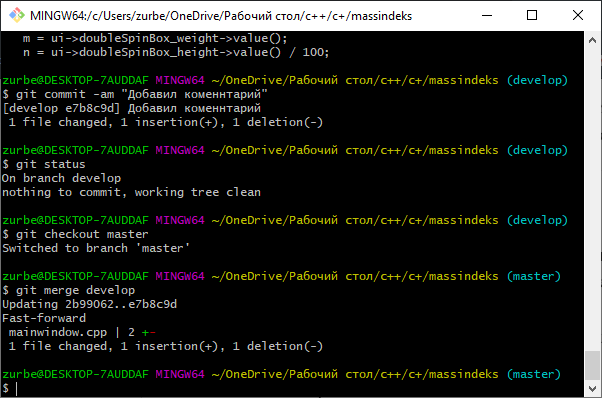 MINGW64:/c/Users/zurbe/OneDrive/Рабочий стол/c++/c+/massindeks
m = ui->doubleSpinBox_weight->value();
n = ui->doubleSpinBox_height->value() / 100;
zurbe@DESKTOP-7AUDDAF MINGW64 ~/OneDrive/Рабочий стол/c++/c+/massindeks (develop)
$ git commit -am "Добавил коменнтарий"
[develop e7b8c9d] Добавил коменнтарий
1 file changed, 1 insertion(+), 1 deletion(-)
zurbe@DESKTOP-7AUDDAF MINGW64 ~/OneDrive/Рабочий стол/c++/c+/massindeks (develop)
$ git status
On branch develop
nothing to commit, working tree clean
zurbe@DESKTOP-7AUDDAF MINGW64 ~/OneDrive/Рабочий стол/c++/c+/massindeks (develop)
$ git checkout master
Switched to branch 'master'
zurbe@DESKTOP-7AUDDAF MINGW64 ~/OneDrive/Рабочий стол/c++/c+/massindeks (master)
$ git merge develop
Updating 2b99062..e7b8c9d
Fast-forward
mainwindow.cpp | 2 +-
1 file changed, 1 insertion(+), 1 deletion(-)
zurbe@DESKTOP-7AUDDAF MINGW64 ~/OneDrive/Рабочий стол/c++/c+/massindeks (master)
$